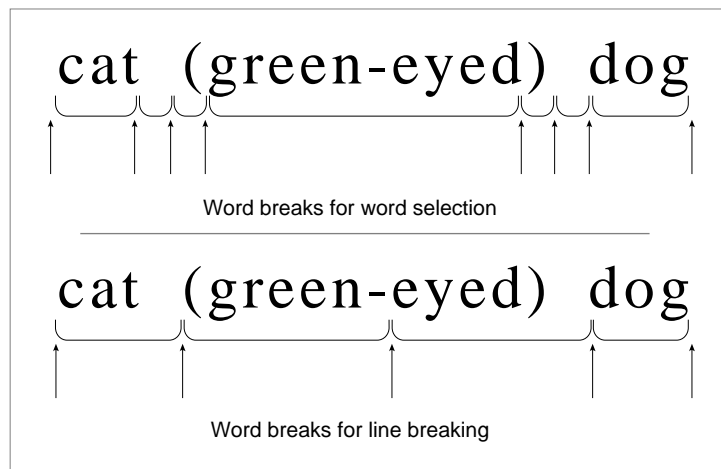 cat (green-eyed) dog
Word breaks for word selection
cat (green-eyed) dog
Word breaks for line breaking